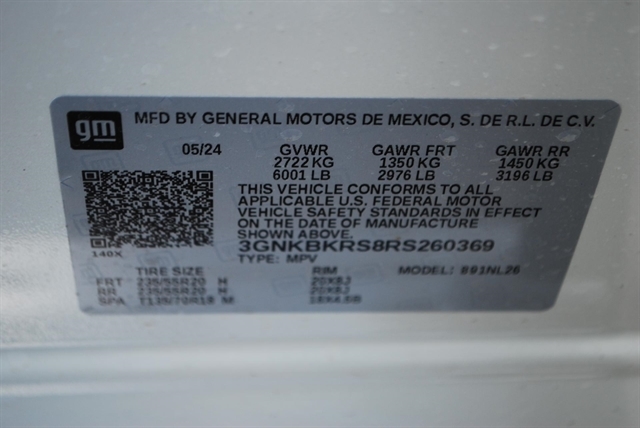 gm
MFD BY GENERAL MOTORS DE MEXICO, S. DE R.L. DE C.V.
05/24 GVWR GAWR FRT GAWR RR
2722 KG 1350 KG 1450 KG
6001 LB 2976 LB 3196 LB
THIS VEHICLE CONFORMS TO ALL
APPLICABLE U.S. FEDERAL MOTOR
VEHICLE SAFETY STANDARDS IN EFFECT
ON THE DATE OF MANUFACTURE
SHOWN ABOVE.
140X 3GNKBKRS8RS260369
TYPE: MPV MODEL:
TIRE SIZE RIM
FRT 235/55R20 H 20X8J
RR 235/55R20 H 20X8J
SPA T135/70R18 M